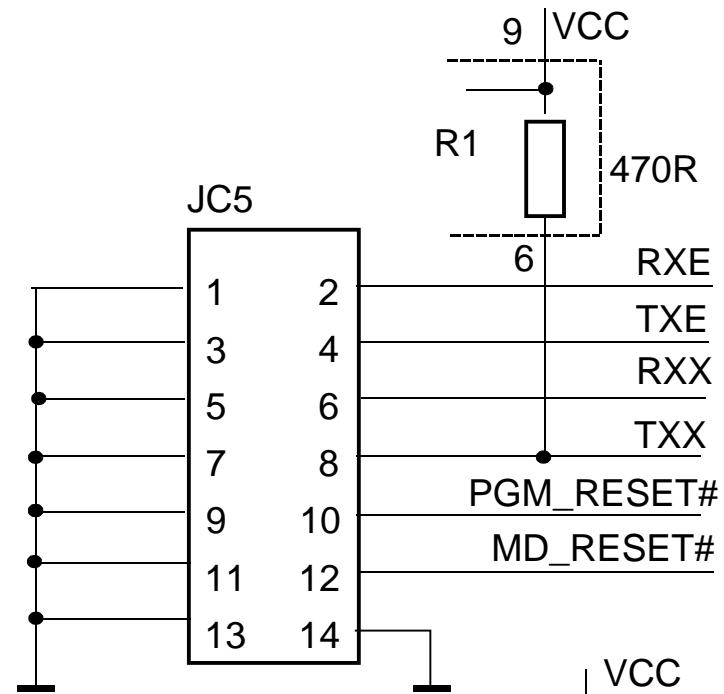 9 VCC
R1
470R
JC5
6
RXE
1 2
TXE
3 4
RXX
5 6
TXX
7 8
PGM_RESET#
9 10
MD_RESET#
11 12
13 14
VCC